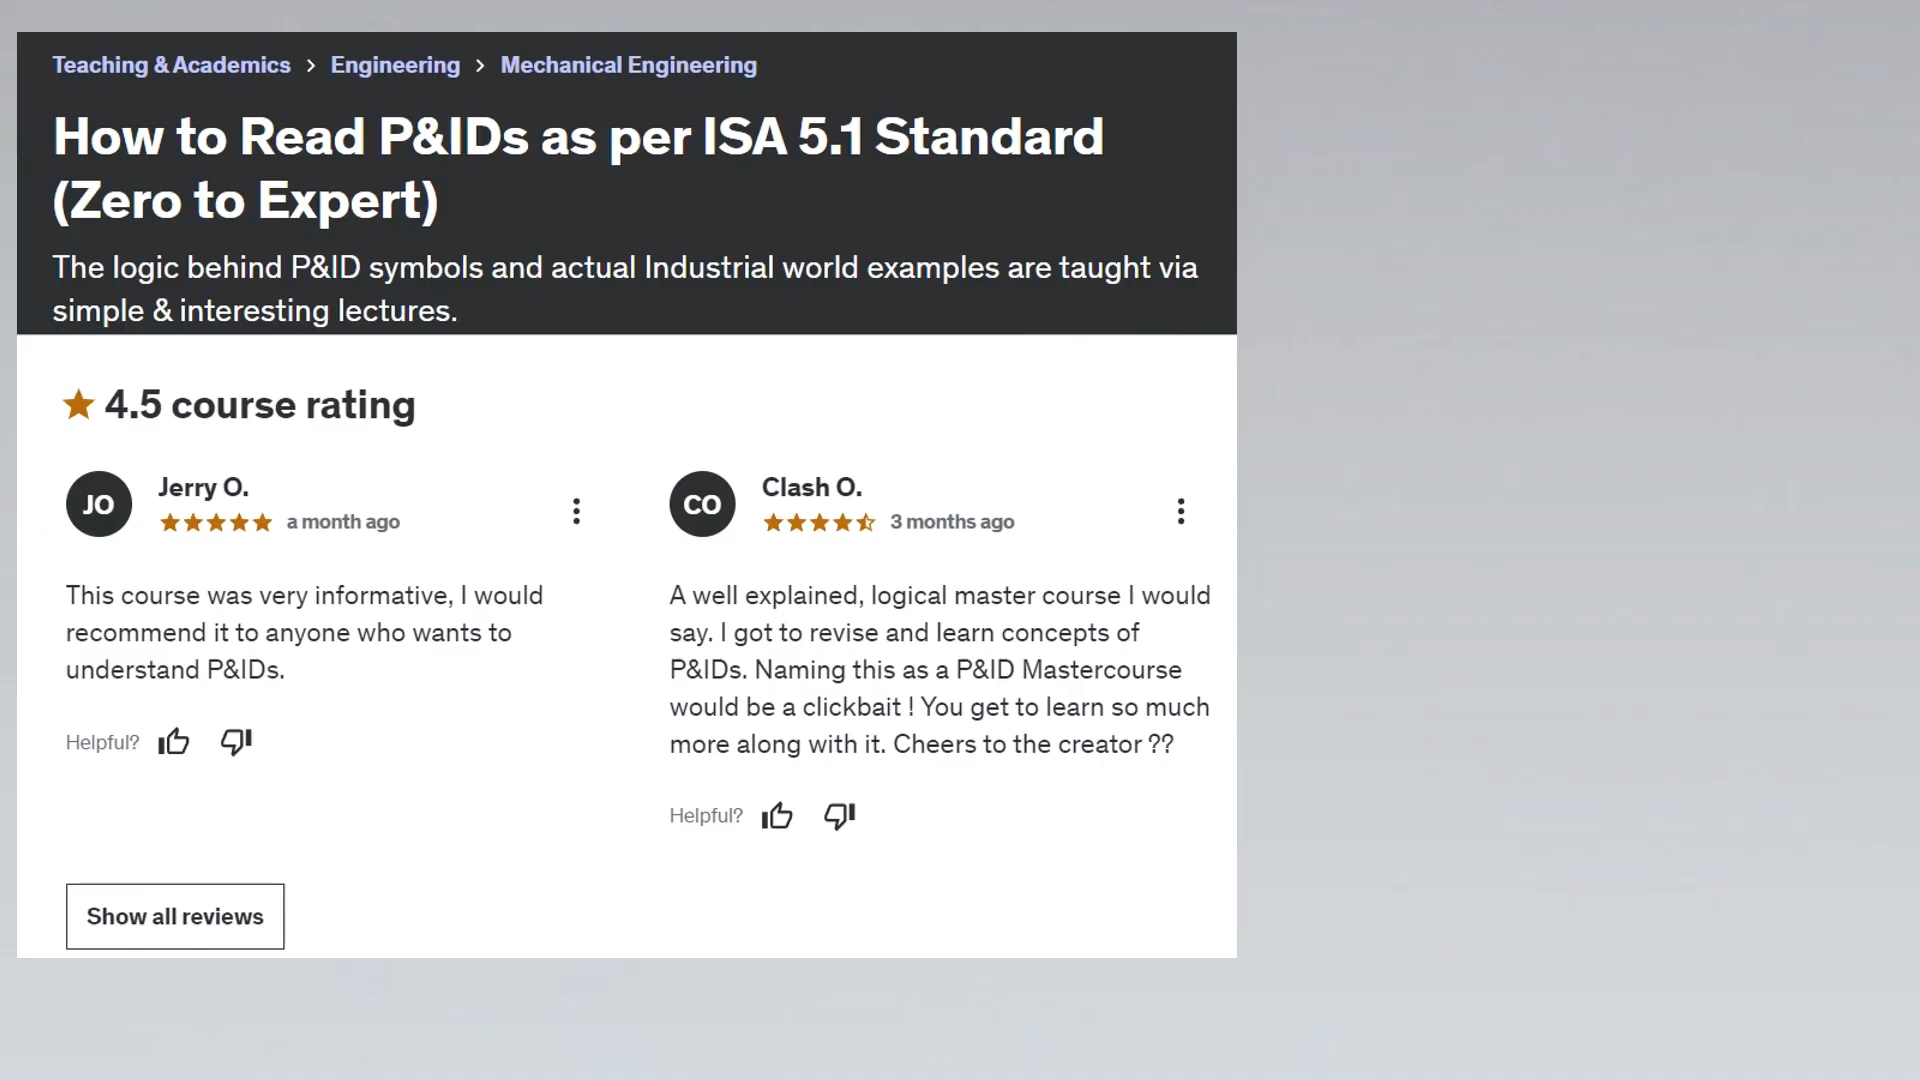 Teaching & Academics > Engineering > Mechanical Engineering
How to Read P&IDs as per ISA 5.1 Standard
(Zero to Expert)
The logic behind P&ID symbols and actual Industrial world examples are taught via
simple & interesting lectures.
4.5 course rating
JO
Jerry O.
a month ago
This course was very informative, I would
recommend it to anyone who wants to
understand P&IDs.
Helpful?
CO
Clash O.
3 months ago
A well explained, logical master course I would
say. I got to revise and learn concepts of
P&IDs. Naming this as a P&ID Mastercourse
would be a clickbait ! You get to learn so much
more along with it. Cheers to the creator ??
Helpful?
Show all reviews